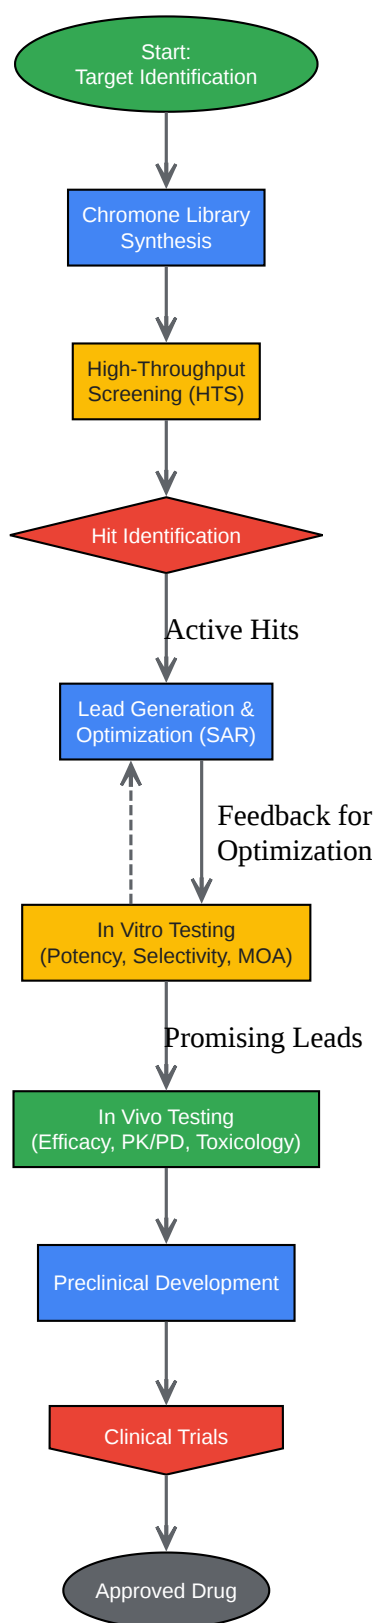 Start:
Target Identification
Chromone Library
Synthesis
High-Throughput
Screening (HTS)
Hit Identification
Active Hits
Lead Generation &
Optimization (SAR)
Feedback for
Optimization
In Vitro Testing
(Potency, Selectivity, MOA)
Promising Leads
In Vivo Testing
(Efficacy, PK/PD, Toxicology)
Preclinical Development
Clinical Trials
Approved Drug